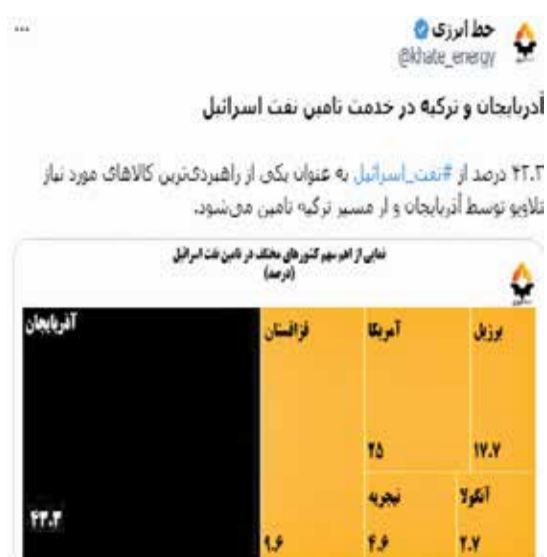 خط انرژی
@khate_energy
آذربایجان و ترکیه در خدمت تامین نفت اسرائیل
۴۲.۳ درصد از #نفت_اسرائیل به عنوان یکی از راهبردی‌ترین کالاهای مورد نیاز
تلاویو توسط آذربایجان و از مسیر ترکیه تامین می‌شود.
نمایی از اهم سهم کشورهای مختلف در تامین نفت اسرائیل
(درصد)
آذربایجان
۴۳.۳
قزاقستان
۹.۶
آمریکا
۲۵
برزیل
۱۷.۷
نیجریه
۴.۶
آنگولا
۲.۷